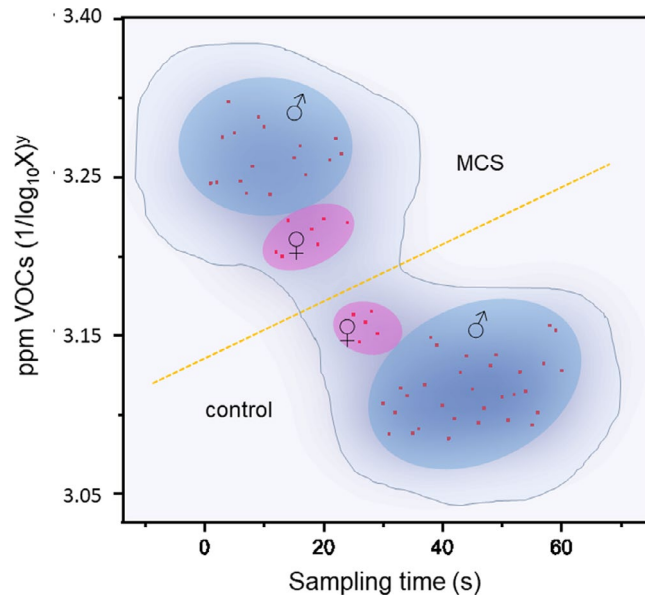 3.40
3.25
3.15
3.05
ppm VOCs (1/log₁₀X)ʸ
♂
MCS
♀
♀
♂
control
0 20 40 60
Sampling time (s)